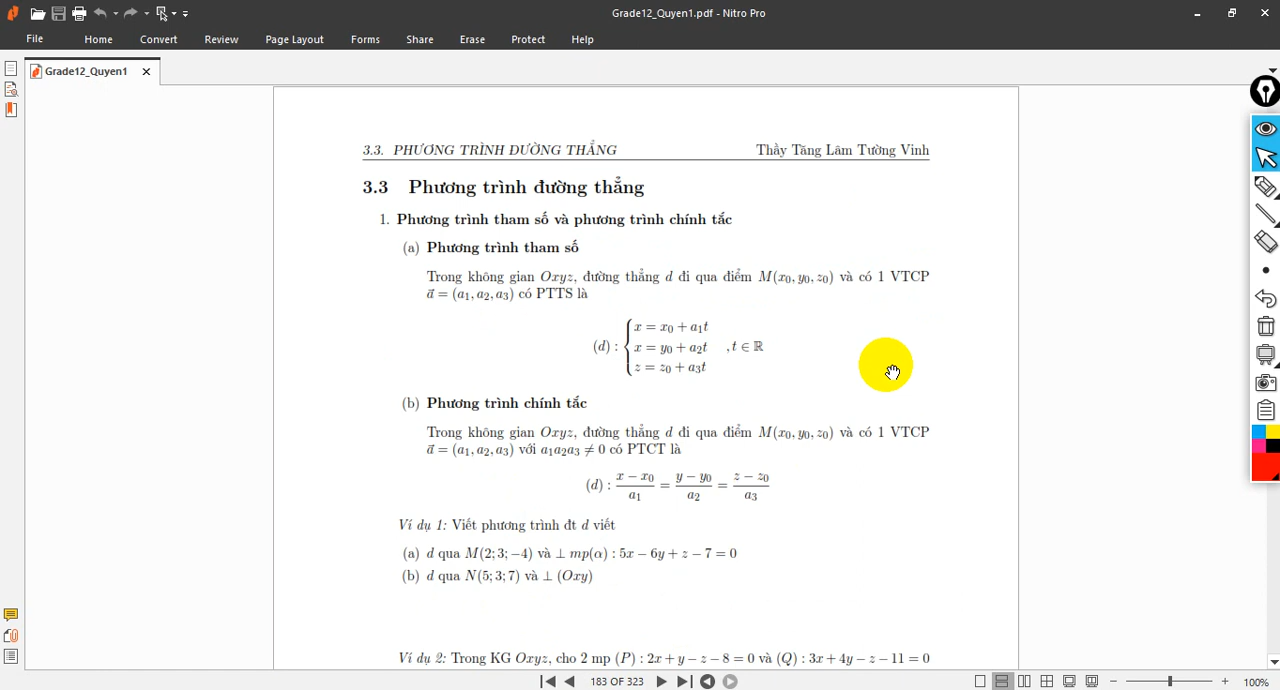 Grade12_Quyen1.pdf - Nitro Pro
File Home Convert Review Page Layout Forms Share Erase Protect Help
Grade12_Quyen1
3.3. PHƯƠNG TRÌNH ĐƯỜNG THẲNG Thầy Tăng Lâm Tường Vinh
3.3 Phương trình đường thẳng
1. Phương trình tham số và phương trình chính tắc
(a) Phương trình tham số
Trong không gian Oxyz, đường thẳng d đi qua điểm M(x₀, y₀, z₀) và có 1 VTCP
a⃗ = (a₁, a₂, a₃) có PTTS là
(d) : { x = x₀ + a₁t
x = y₀ + a₂t , t ∈ ℝ
z = z₀ + a₃t
(b) Phương trình chính tắc
Trong không gian Oxyz, đường thẳng d đi qua điểm M(x₀, y₀, z₀) và có 1 VTCP
a⃗ = (a₁, a₂, a₃) với a₁a₂a₃ ≠ 0 có PTCT là
(d) : (x − x₀)/a₁ = (y − y₀)/a₂ = (z − z₀)/a₃
Ví dụ 1: Viết phương trình đt d viết
(a) d qua M(2; 3; −4) và ⊥ mp(α) : 5x − 6y + z − 7 = 0
(b) d qua N(5; 3; 7) và ⊥ (Oxy)
Ví dụ 2: Trong KG Oxyz, cho 2 mp (P) : 2x + y − z − 8 = 0 và (Q) : 3x + 4y − z − 11 = 0
183 OF 323
100%